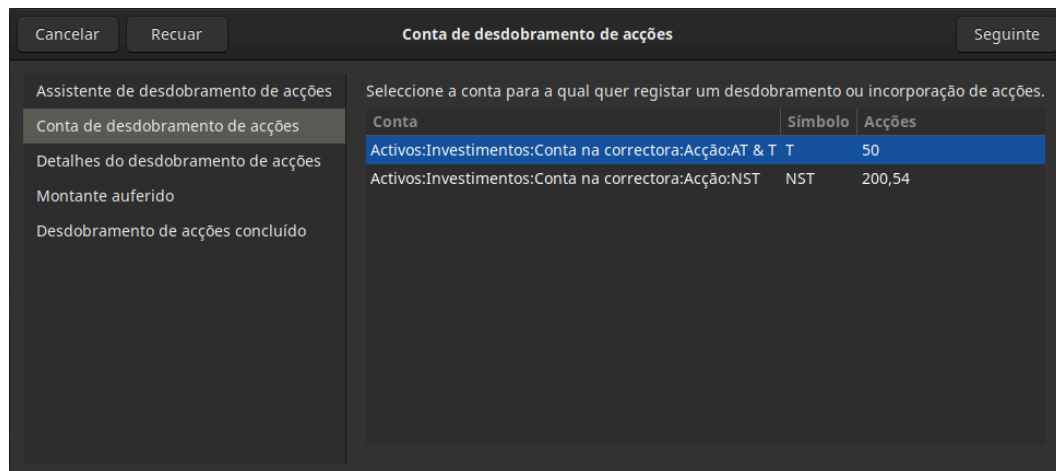 Cancelar Recuar Conta de desdobramento de acções Seguinte
Assistente de desdobramento de acções
Conta de desdobramento de acções
Detalhes do desdobramento de acções
Montante auferido
Desdobramento de acções concluído
Seleccione a conta para a qual quer registar um desdobramento ou incorporação de acções.
Conta Símbolo Acções
Activos:Investimentos:Conta na correctora:Acção:AT & T T 50
Activos:Investimentos:Conta na correctora:Acção:NST NST 200,54